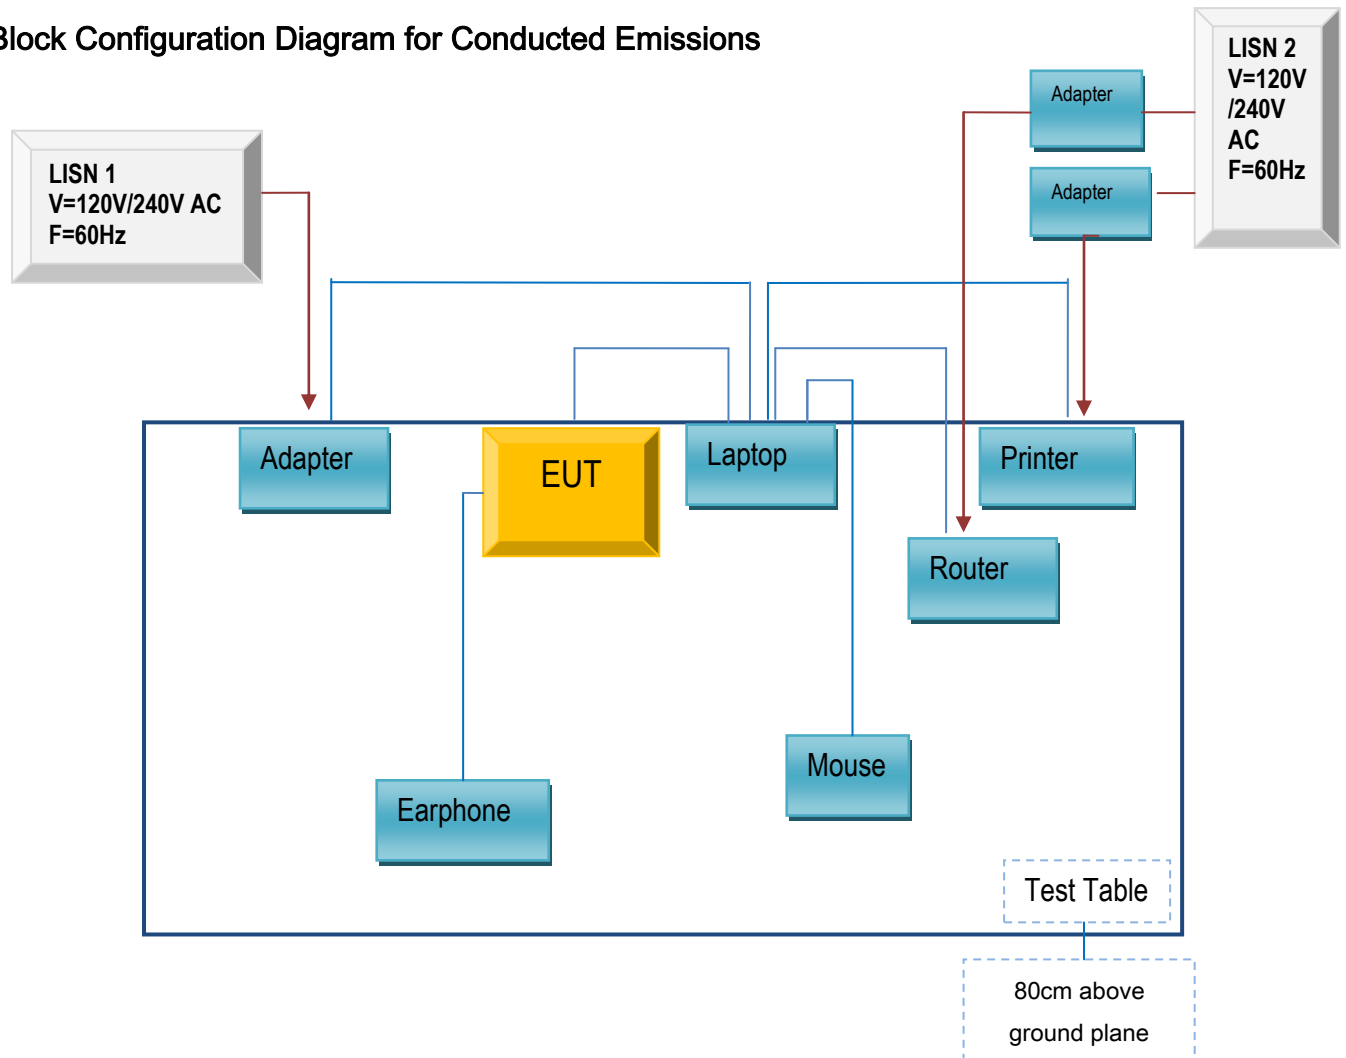 Block Configuration Diagram for Conducted Emissions
LISN 1
V=120V/240V AC
F=60Hz
Adapter
Adapter
LISN 2
V=120V
/240V
AC
F=60Hz
Adapter
EUT
Laptop
Printer
Router
Earphone
Mouse
Test Table
80cm above
ground plane